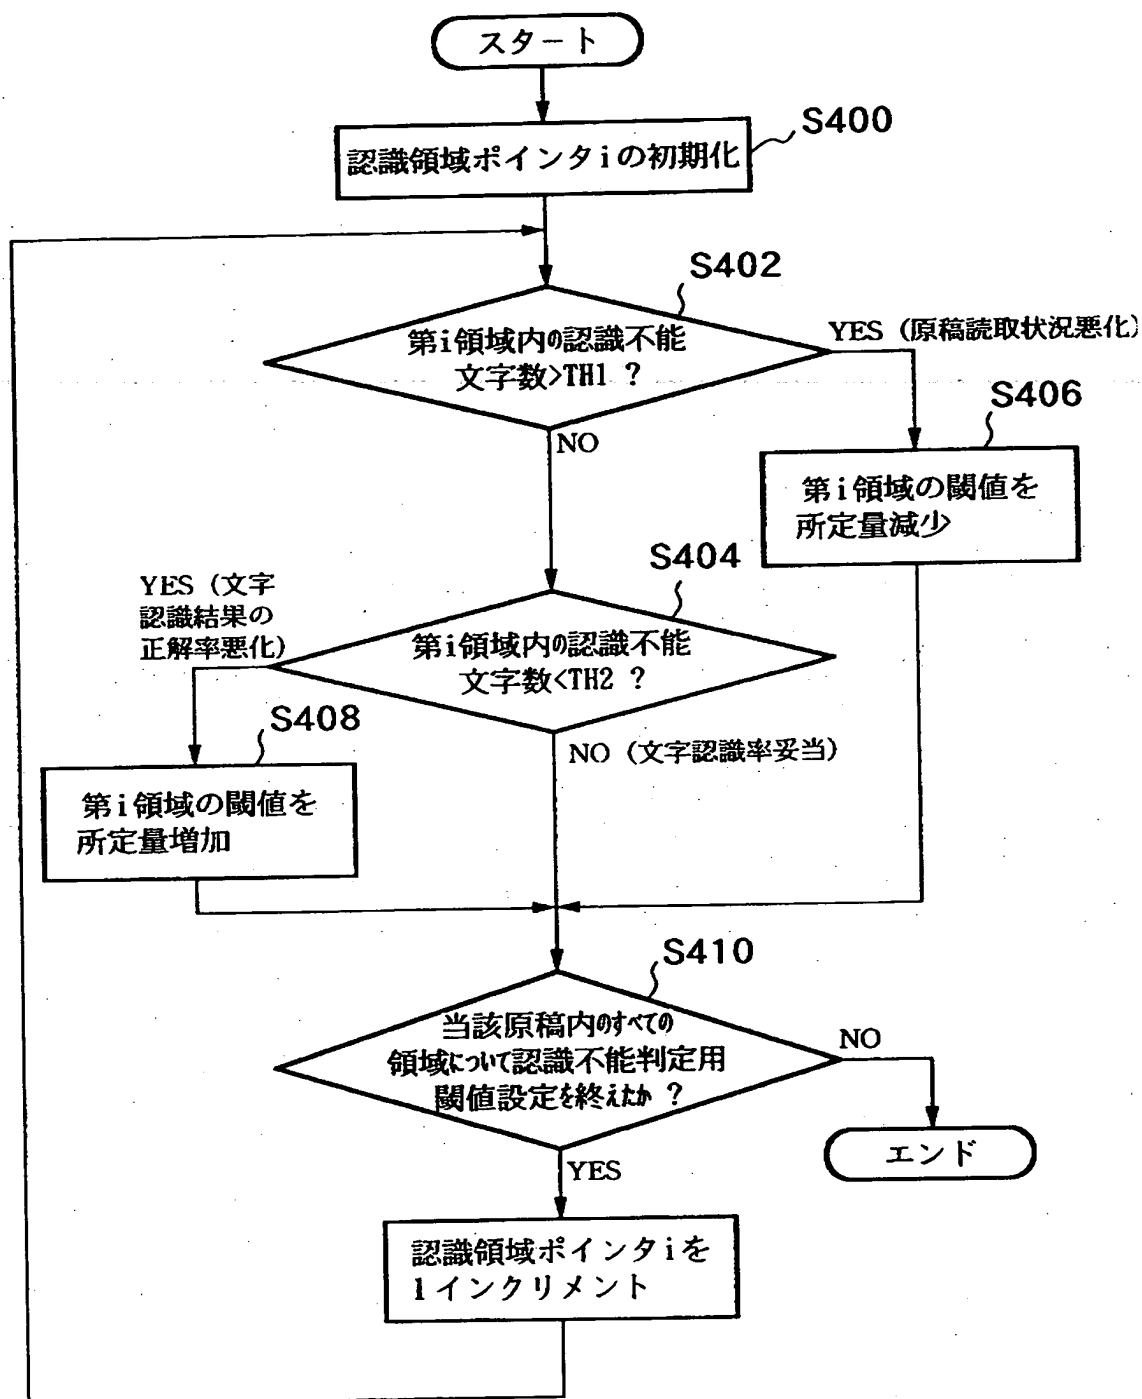 スタート
S400
認識領域ポインタiの初期化
S402
第i領域内の認識不能
文字数>TH1 ?
YES (原稿読取状況悪化)
NO
S406
第i領域の閾値を
所定量減少
S404
YES (文字
認識結果の
正解率悪化)
第i領域内の認識不能
文字数<TH2 ?
S408
NO (文字認識率妥当)
第i領域の閾値を
所定量増加
S410
当該原稿内のすべての
領域について認識不能判定用
閾値設定を終えたか ?
NO
エンド
YES
認識領域ポインタiを
1インクリメント